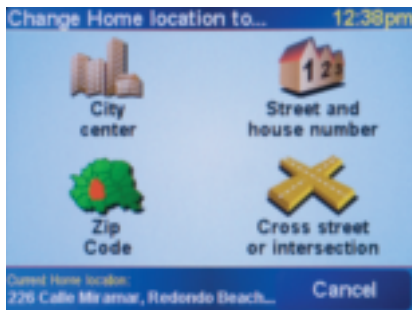 Change Home location to... 12:38pm
City
center
123
Street and
house number
Zip
Code
Cross street
or intersection
Current Home location:
226 Calle Miramar, Redondo Beach...
Cancel